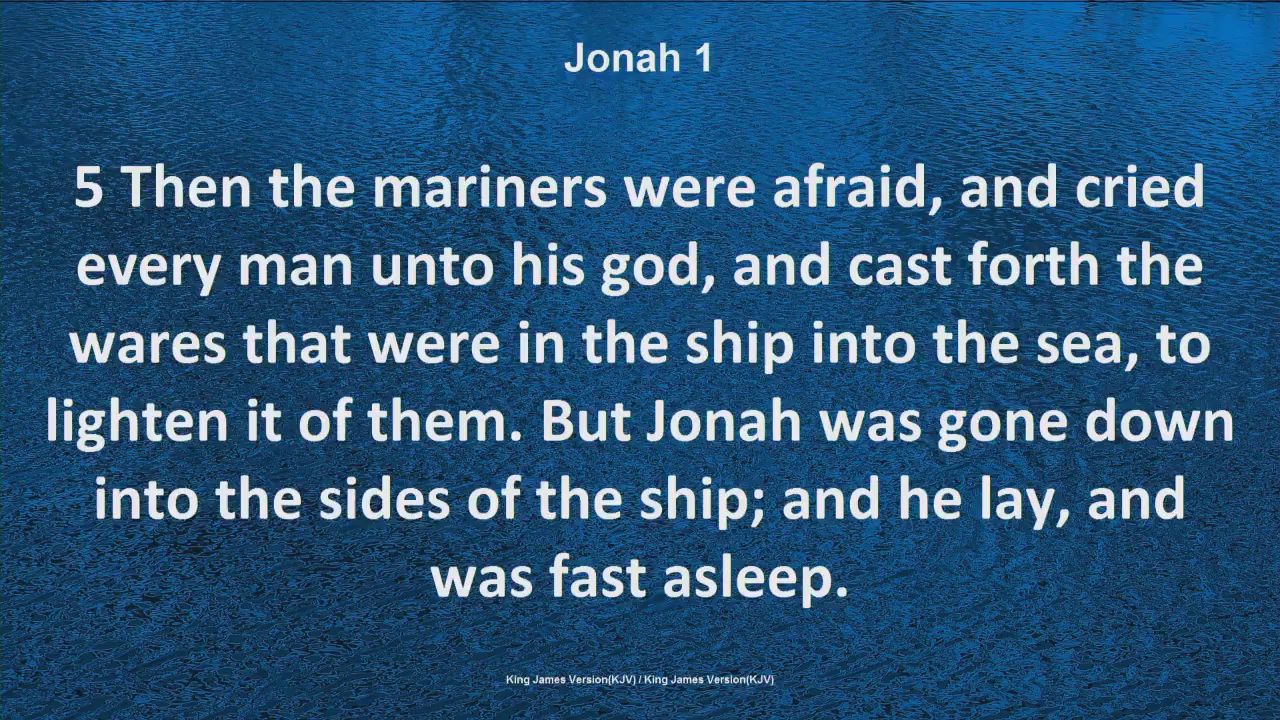 Jonah 1
5 Then the mariners were afraid, and cried
every man unto his god, and cast forth the
wares that were in the ship into the sea, to
lighten it of them. But Jonah was gone down
into the sides of the ship; and he lay, and
was fast asleep.
King James Version(KJV) / King James Version(KJV)